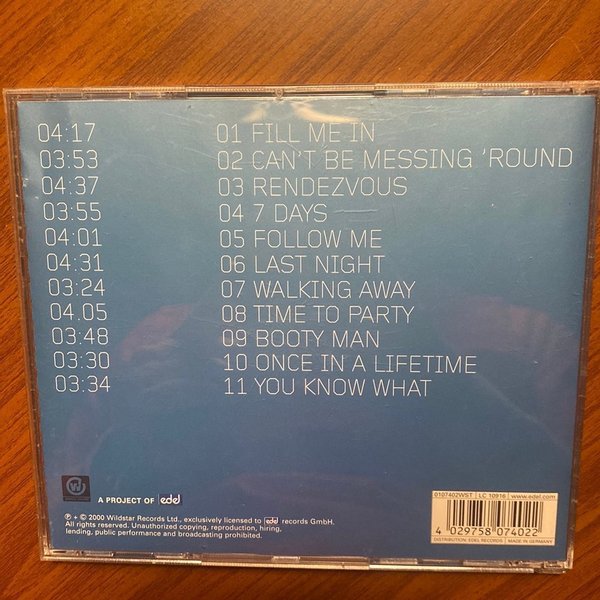 04:17 01 FILL ME IN
03:53 02 CAN'T BE MESSING 'ROUND
04:37 03 RENDEZVOUS
03:55 04 7 DAYS
04:01 05 FOLLOW ME
04:31 06 LAST NIGHT
03:24 07 WALKING AWAY
04.05 08 TIME TO PARTY
03:48 09 BOOTY MAN
03:30 10 ONCE IN A LIFETIME
03:34 11 YOU KNOW WHAT
A PROJECT OF edel
℗ + © 2000 Wildstar Records Ltd., exclusively licensed to edel records GmbH.
All rights reserved. Unauthorized copying, reproduction, hiring,
lending, public performance and broadcasting prohibited.
0107402WST LC 10916 www.edel.com
4 029758 074022
DISTRIBUTION: EDEL RECORDS MADE IN GERMANY